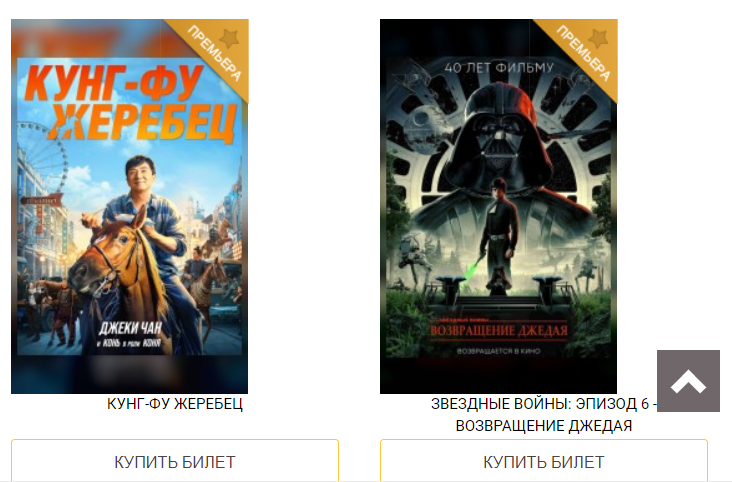 ПРЕМЬЕРА
КУНГ-ФУ
ЖЕРЕБЕЦ
ДЖЕКИ ЧАН
И КОНЬ В РОЛИ КОНЯ
КУНГ-ФУ ЖЕРЕБЕЦ
КУПИТЬ БИЛЕТ
ПРЕМЬЕРА
40 ЛЕТ ФИЛЬМУ
ЗВЁЗДНЫЕ ВОЙНЫ
ВОЗВРАЩЕНИЕ ДЖЕДАЯ
ВОЗВРАЩАЕТСЯ В КИНО
ЗВЕЗДНЫЕ ВОЙНЫ: ЭПИЗОД 6 -
ВОЗВРАЩЕНИЕ ДЖЕДАЯ
КУПИТЬ БИЛЕТ